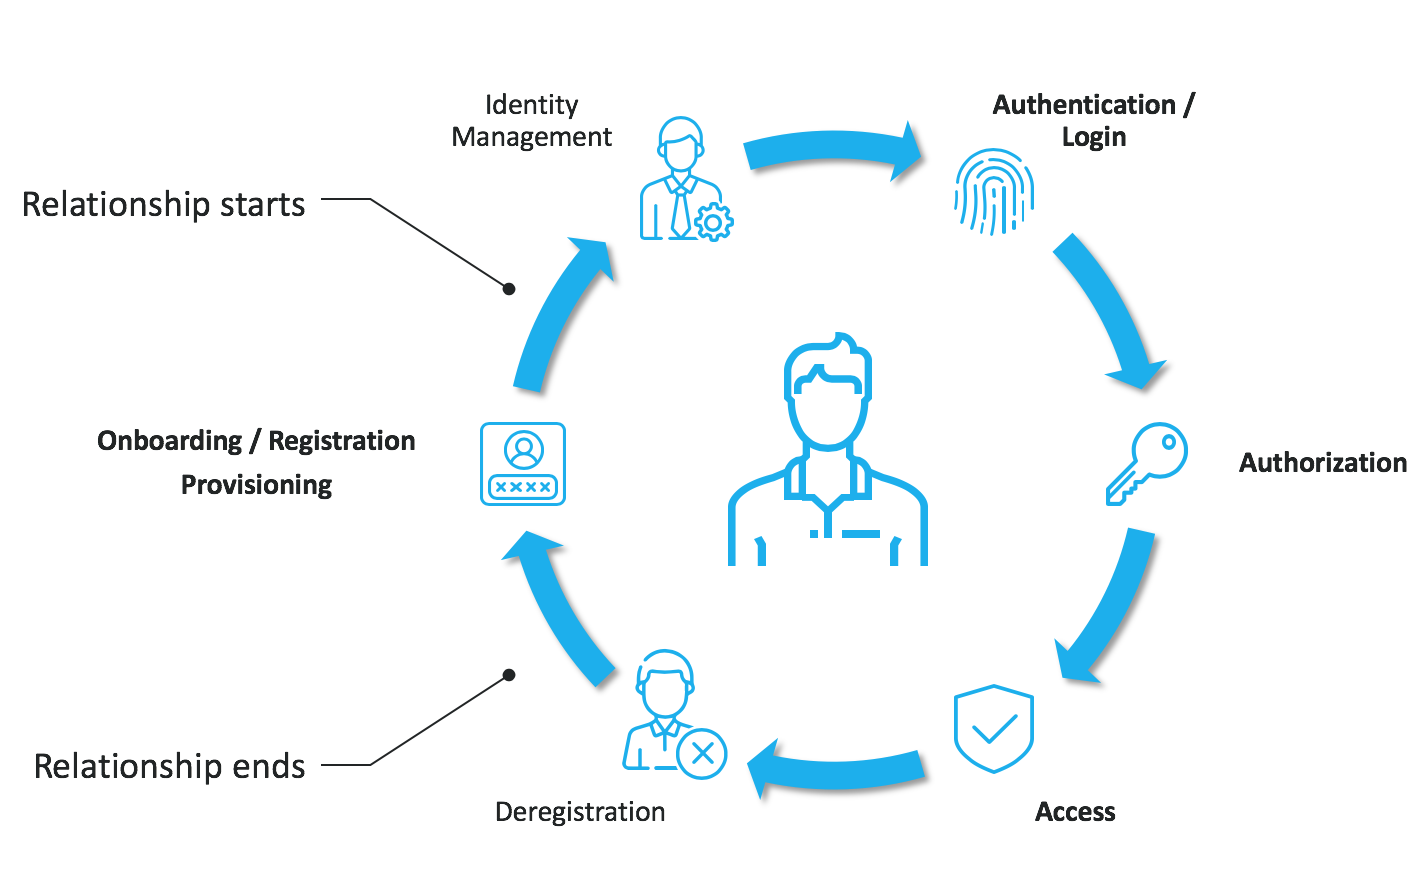 Identity
Management
Authentication /
Login
Relationship starts
Onboarding / Registration
Provisioning
xxxx
Authorization
Relationship ends
Deregistration
Access